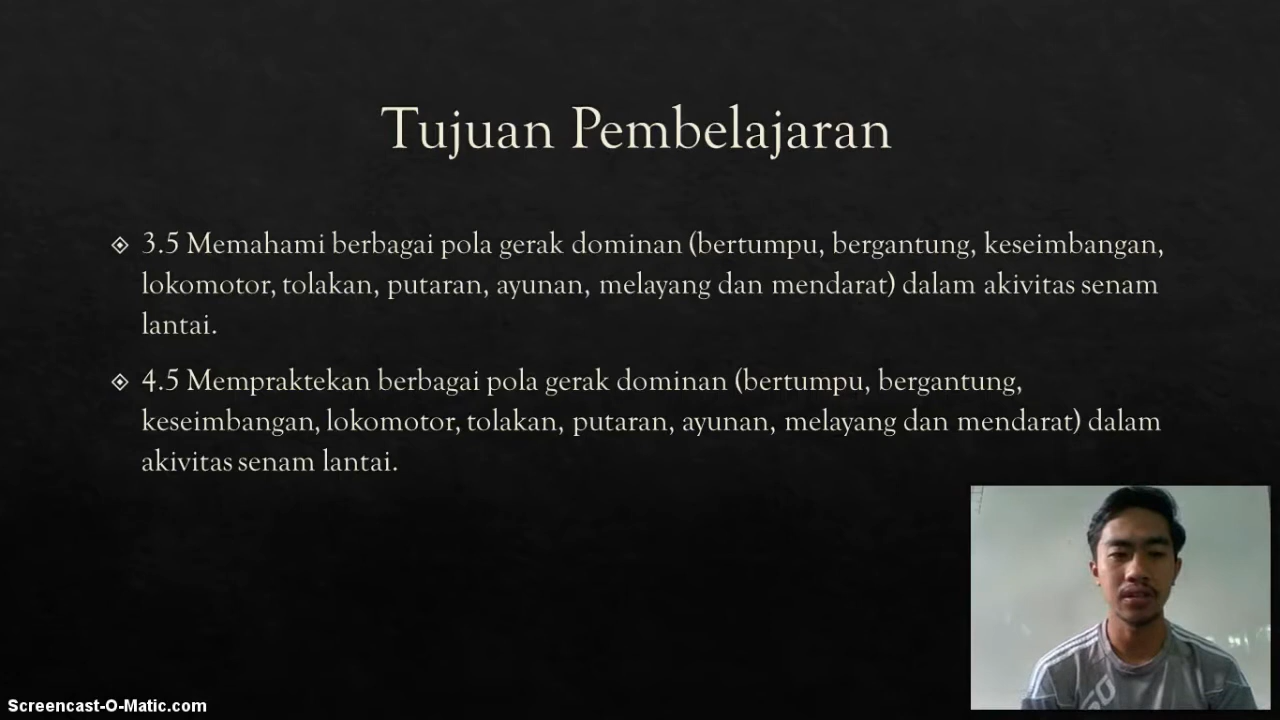 Tujuan Pembelajaran
3.5 Memahami berbagai pola gerak dominan (bertumpu, bergantung, keseimbangan,
lokomotor, tolakan, putaran, ayunan, melayang dan mendarat) dalam akivitas senam
lantai.
4.5 Mempraktekan berbagai pola gerak dominan (bertumpu, bergantung,
keseimbangan, lokomotor, tolakan, putaran, ayunan, melayang dan mendarat) dalam
akivitas senam lantai.
Screencast-O-Matic.com